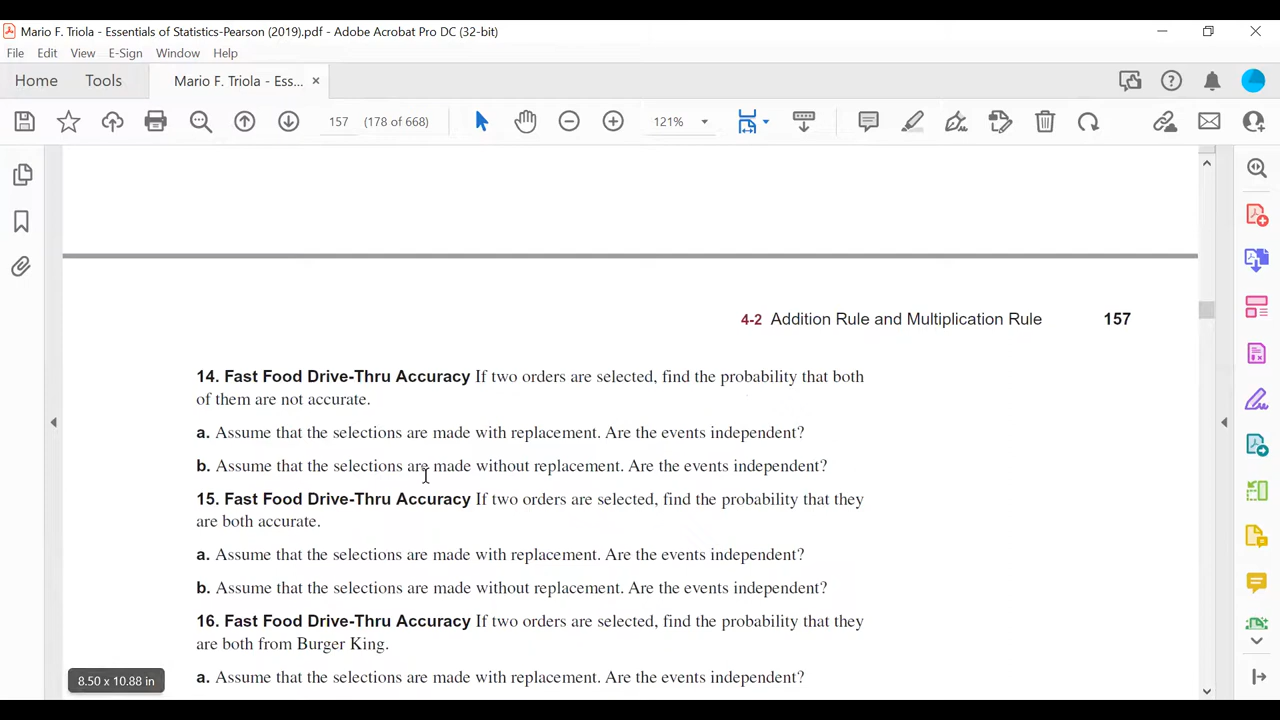 Mario F. Triola - Essentials of Statistics-Pearson (2019).pdf - Adobe Acrobat Pro DC (32-bit)
File Edit View E-Sign Window Help
Home Tools Mario F. Triola - Ess... ×
157 (178 of 668) 121%
4-2 Addition Rule and Multiplication Rule 157
14. Fast Food Drive-Thru Accuracy If two orders are selected, find the probability that both
of them are not accurate.
a. Assume that the selections are made with replacement. Are the events independent?
b. Assume that the selections are made without replacement. Are the events independent?
15. Fast Food Drive-Thru Accuracy If two orders are selected, find the probability that they
are both accurate.
a. Assume that the selections are made with replacement. Are the events independent?
b. Assume that the selections are made without replacement. Are the events independent?
16. Fast Food Drive-Thru Accuracy If two orders are selected, find the probability that they
are both from Burger King.
a. Assume that the selections are made with replacement. Are the events independent?
8.50 x 10.88 in